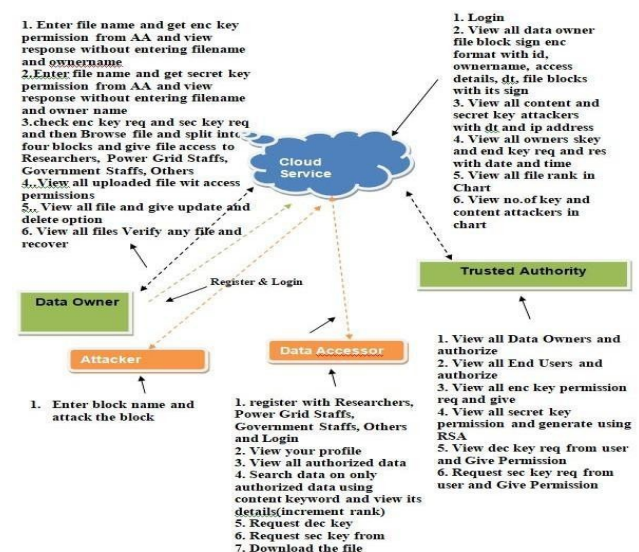 1. Enter file name and get enc key
permission from AA and view
response without entering filename
and ownername
2.Enter file name and get secret key
permission from AA and view
response without entering filename
and owner name
3.check enc key req and sec key req
and then Browse file and split into
four blocks and give file access to
Researchers, Power Grid Staffs,
Government Staffs, Others
4. View all uploaded file wit access
permissions
5. View all file and give update and
delete option
6. View all files Verify any file and
recover
Cloud
Service
1. Login
2. View all data owner
file block sign enc
format with id,
ownername, access
details, dt, file blocks
with its sign
3. View all content and
secret key attackers
with dt and ip address
4. View all owners skey
and end key req and res
with date and time
5. View all file rank in
Chart
6. View no.of key and
content attackers in
chart
Register & Login
Data Owner
Trusted Authority
Attacker
Data Accessor
1. Enter block name and
attack the block
1. register with Researchers,
Power Grid Staffs,
Government Staffs, Others
and Login
2. View your profile
3. View all authorized data
4. Search data on only
authorized data using
content keyword and view its
details(increment rank)
5. Request dec key
6. Request sec key from
7. Download the file
1. View all Data Owners and
authorize
2. View all End Users and
authorize
3. View all enc key permission
req and give
4. View all secret key
permission and generate using
RSA
5. View dec key req from user
and Give Permission
6. Request sec key req from
user and Give Permission